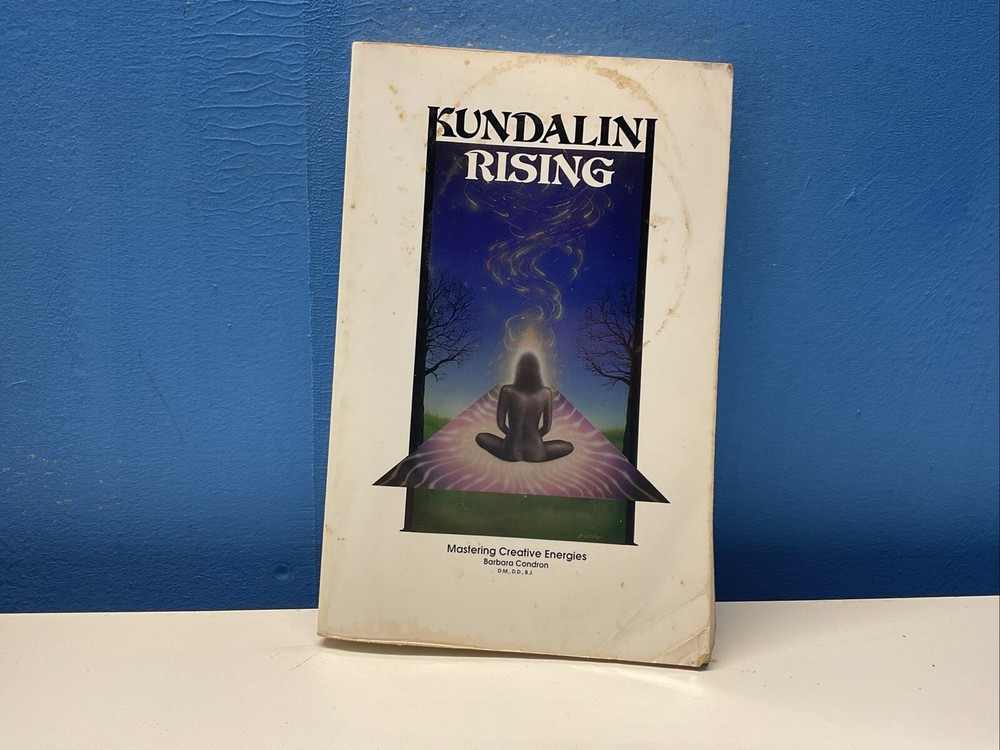 KUNDALINI
RISING
Mastering Creative Energies
Barbara Condron
D.M., D.D., B.J.